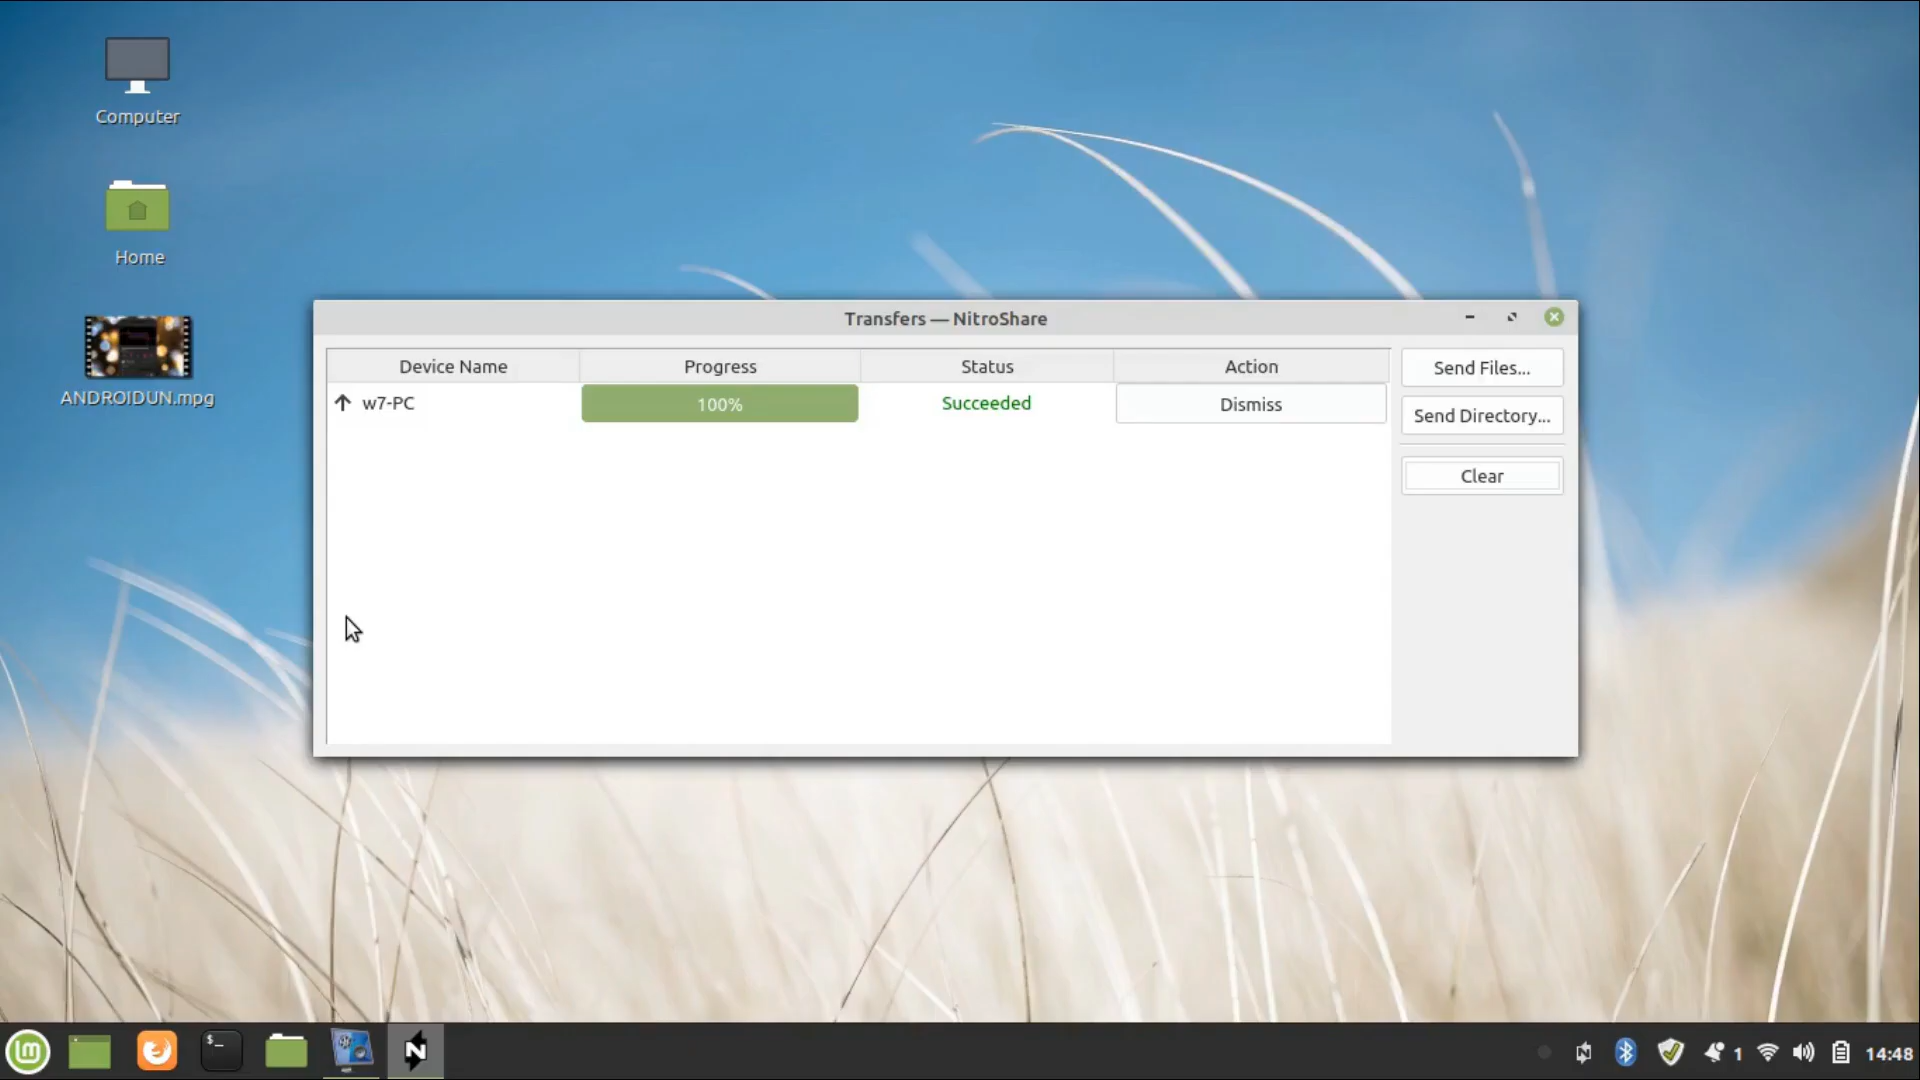 Computer
Home
ANDROIDUN.mpg
Transfers — NitroShare
Device Name Progress Status Action
w7-PC 100% Succeeded Dismiss
Send Files...
Send Directory...
Clear
$_
N
1 14:48